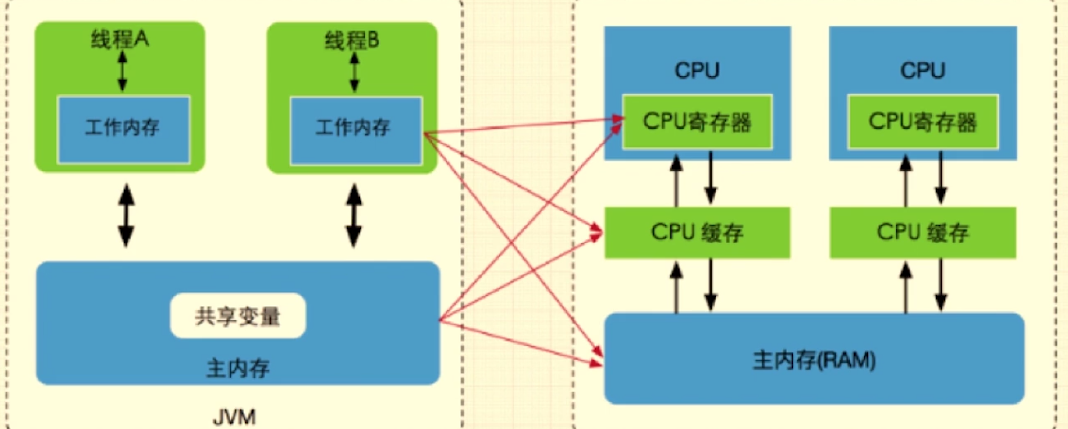 线程A
线程B
工作内存
工作内存
共享变量
主内存
JVM
CPU
CPU
CPU寄存器
CPU寄存器
CPU 缓存
CPU 缓存
主内存(RAM)